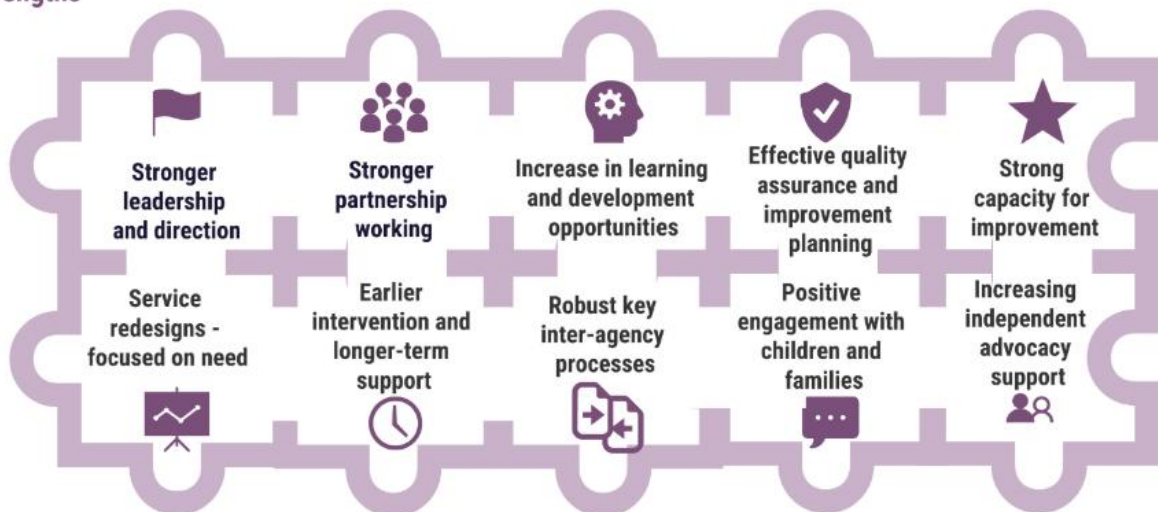 Stronger
leadership
and direction
Stronger
partnership
working
Increase in learning
and development
opportunities
Effective quality
assurance and
improvement
planning
Strong
capacity for
improvement
Service
redesigns -
focused on need
Earlier
intervention and
longer-term
support
Robust key
inter-agency
processes
Positive
engagement with
children and
families
Increasing
independent
advocacy
support